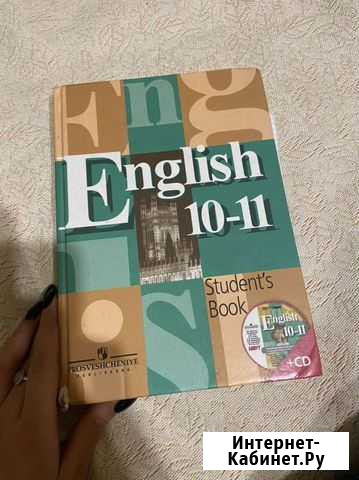 English
10-11
Student's
Book
PROSVESHCHENIYE
PUBLISHERS
English
10-11
+CD
Интернет-
Кабинет.Ру